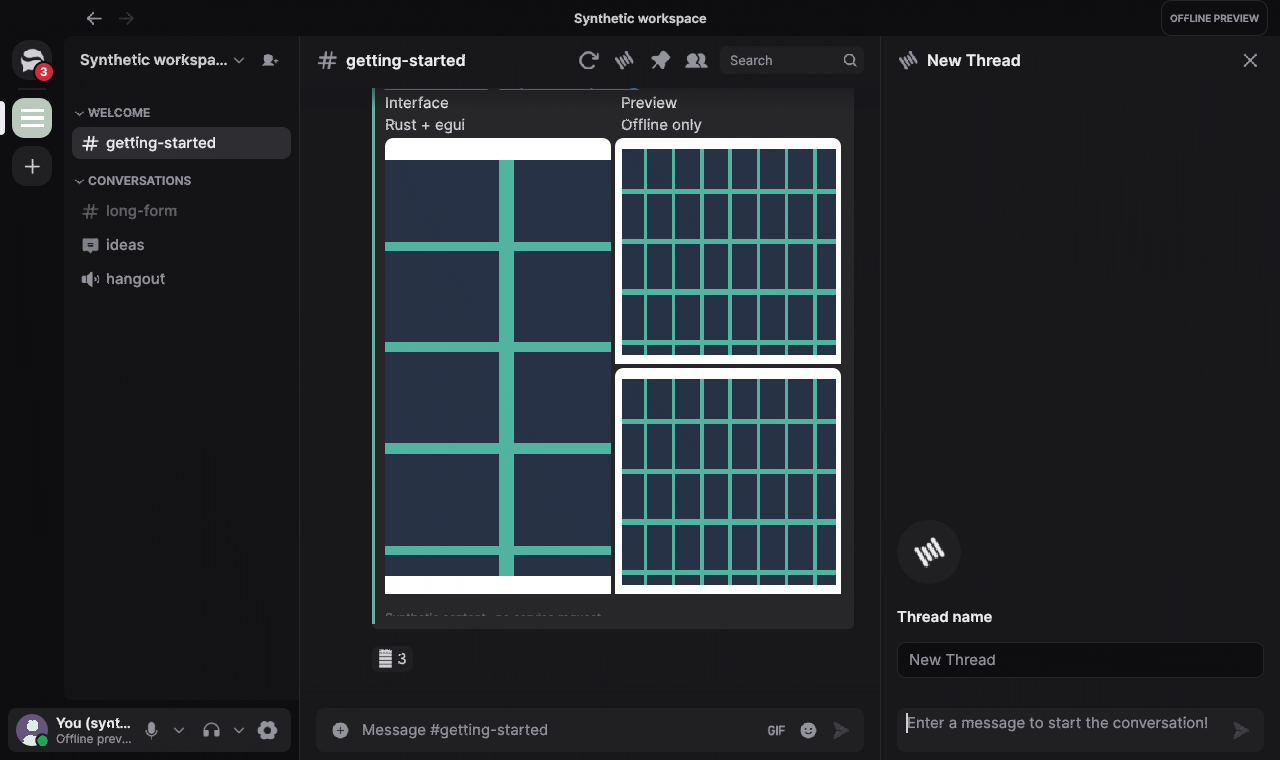 Synthetic workspace
OFFLINE PREVIEW
3
Synthetic workspa...
WELCOME
getting-started
CONVERSATIONS
long-form
ideas
hangout
You (synt...
Offline prev...
getting-started
Search
Interface
Preview
Rust + egui
Offline only
3
Message #getting-started
GIF
New Thread
Thread name
New Thread
Enter a message to start the conversation!